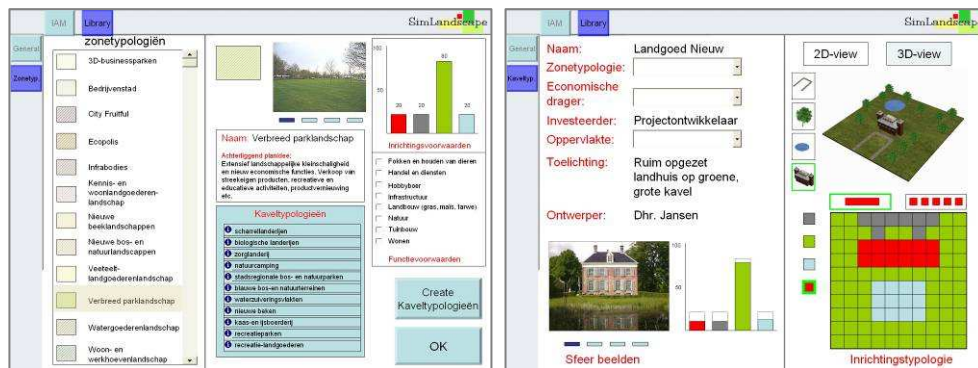 IAM
Library
SimLandscape
General
Zonetyp.
zonetypologiën
3D-businessparken
Bedrijvenstad
City Fruitful
Ecopolis
Infrabodies
Kennis- en
woonlandgoederen-
landschap
Nieuwe
beeklandschappen
Nieuwe bos- en
natuurlandscappen
Veeteelt-
landgoederenlandschap
Verbreed parklandschap
Watergoederenlandschap
Woon- en
werkhoevenlandschap
Naam: Verbreed parklandschap
Achterliggend planidee:
Extensief landschappelijke kleinschaligheid
en nieuw economische functies. Verkoop van
streekeigen producten, recreatieve en
educatieve activiteiten, productvernieuwing
etc.
Kaveltypologieën
scharrellanderijen
biologische landerijen
zorglanderij
natuurcamping
stadsregionale bos- en natuurparken
blauwe bos-en natuurterreinen
waterzuiveringsvlakten
nieuwe beken
kaas-en ijsboerderij
recreatieparken
recreatie-landgoederen
100
50
20
20
80
20
Inrichtingsvoorwaarden
Fokken en houden van dieren
Handel en diensten
Hobbyboer
Infrastructuur
Landbouw (gras, maïs, tarwe)
Natuur
Tuinbouw
Wonen
Functievoorwaarden
Create
Kaveltypologieën
OK
IAM
Library
SimLandscape
General
Kaveltyp.
Naam: Landgoed Nieuw
Zonetypologie:
Economische
drager:
Investeerder: Projectontwikkelaar
Oppervlakte:
Toelichting: Ruim opgezet
landhuis op groene,
grote kavel
Ontwerper: Dhr. Jansen
100
50
Sfeer beelden
2D-view
3D-view
Inrichtingstypologie